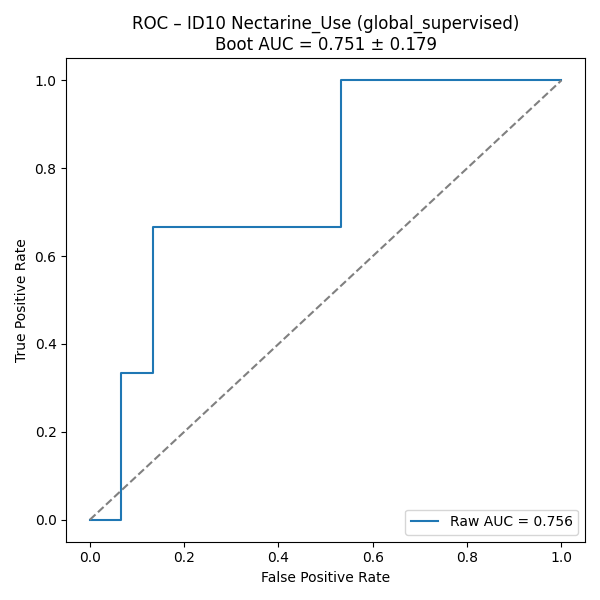 ROC – ID10 Nectarine_Use (global_supervised)
Boot AUC = 0.751 ± 0.179
1.0
0.8
0.6
0.4
0.2
0.0
True Positive Rate
Raw AUC = 0.756
0.0 0.2 0.4 0.6 0.8 1.0
False Positive Rate